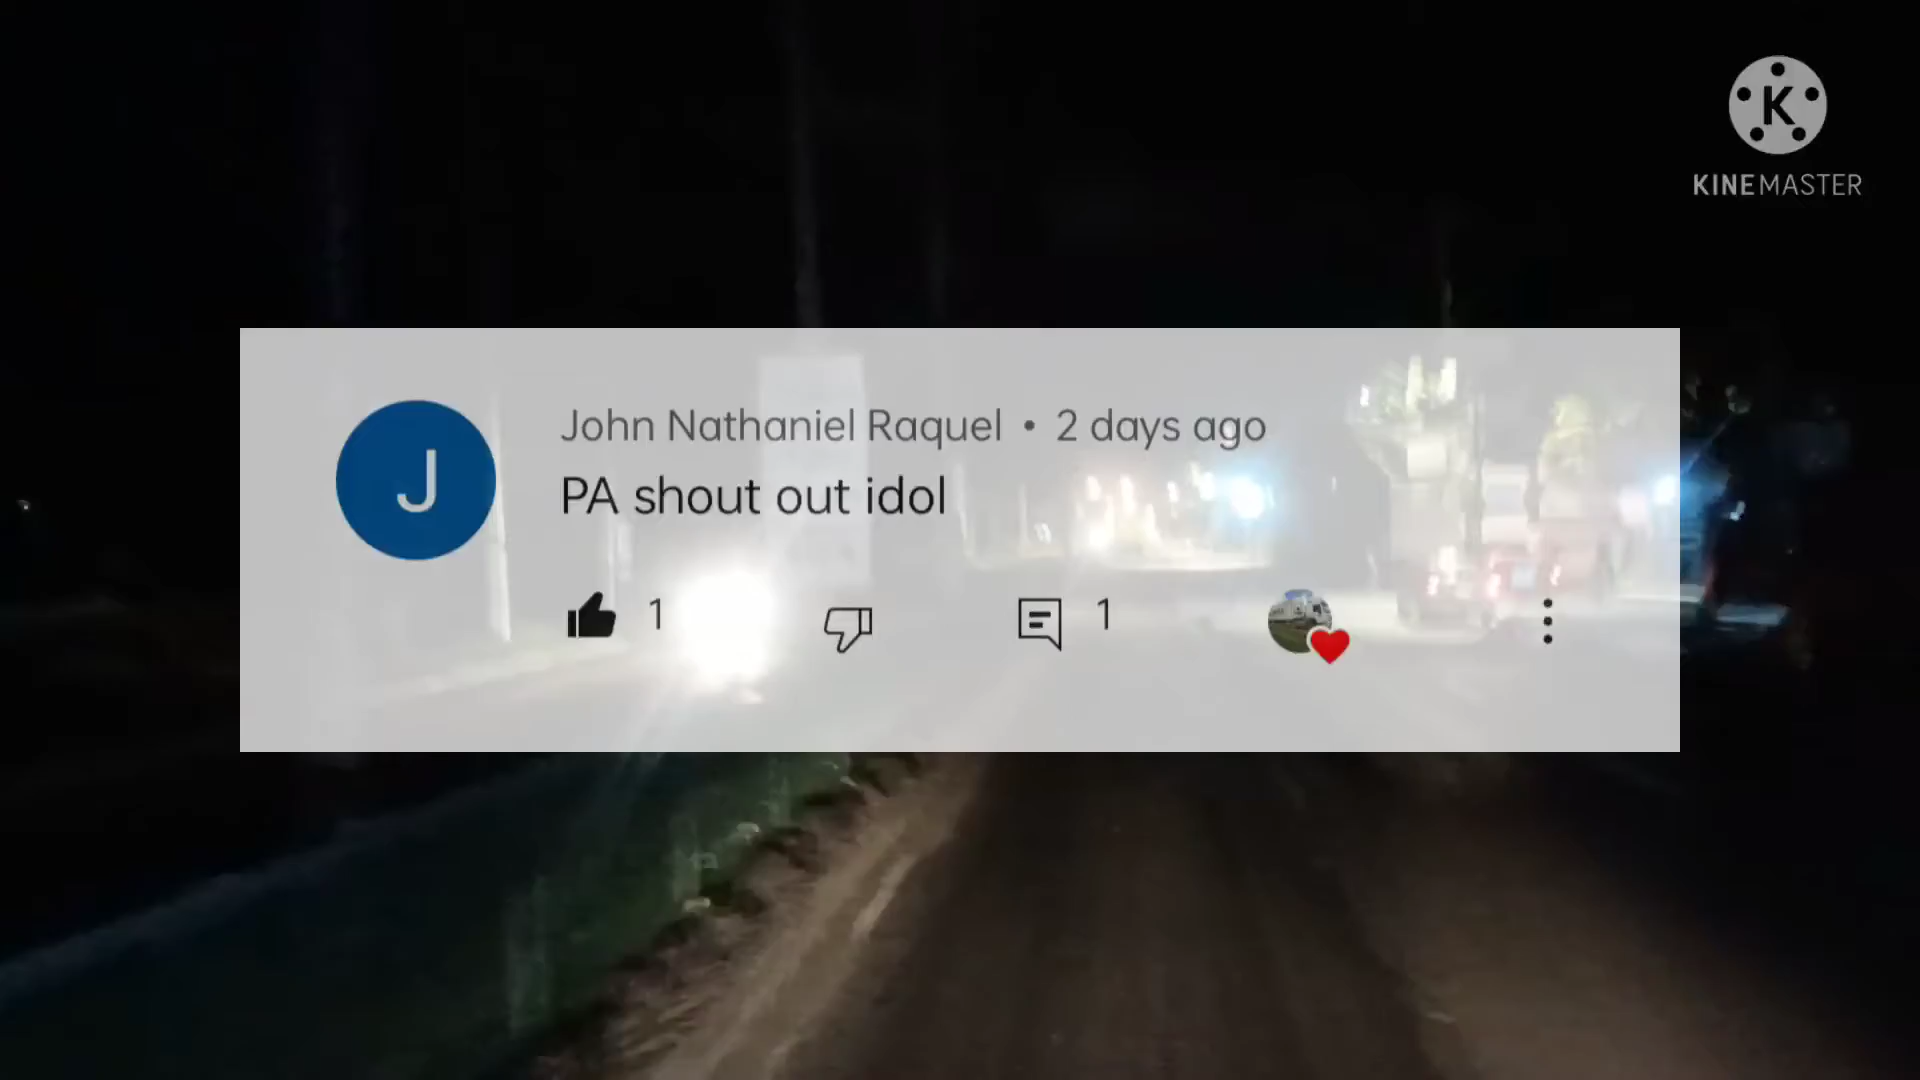 K
KINEMASTER
J
John Nathaniel Raquel • 2 days ago
PA shout out idol
1
1